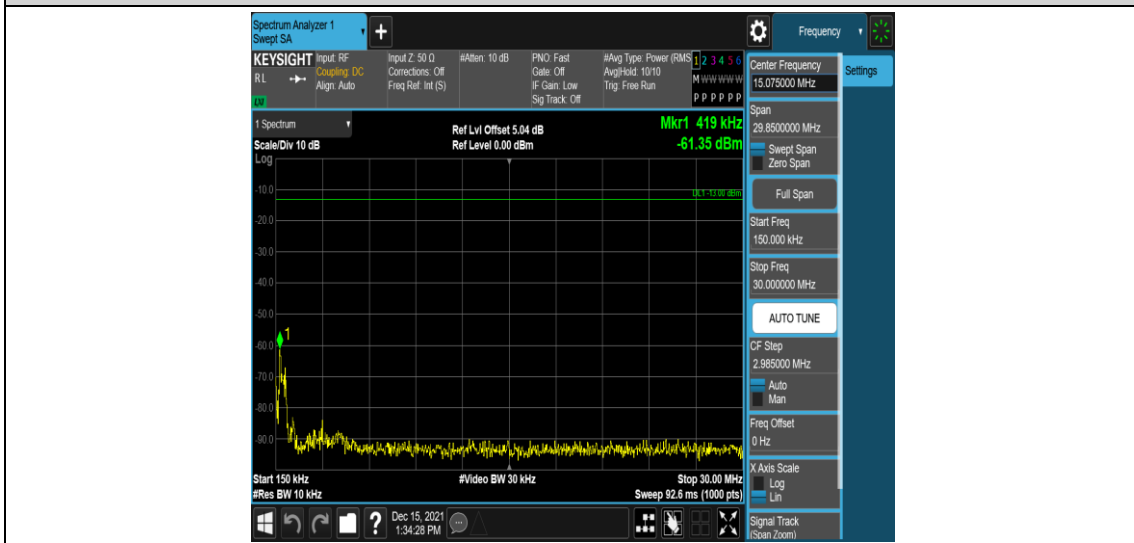 Spectrum Analyzer 1
Swept SA
+
Frequency
KEYSIGHT
RL
LXI
Input: RF
Coupling: DC
Align: Auto
Input Z: 50 Ω
Corrections: Off
Freq Ref: Int (S)
#Atten: 10 dB
PNO: Fast
Gate: Off
IF Gain: Low
Sig Track: Off
#Avg Type: Power (RMS
Avg|Hold: 10/10
Trig: Free Run
1 2 3 4 5 6
M W W W W W
P P P P P P
1 Spectrum
Scale/Div 10 dB
Log
Ref Lvl Offset 5.04 dB
Ref Level 0.00 dBm
Mkr1 419 kHz
-61.35 dBm
DL1 -13.00 dBm
-10.0
-20.0
-30.0
-40.0
-50.0
-60.0
-70.0
-80.0
-90.0
1
Start 150 kHz
#Res BW 10 kHz
#Video BW 30 kHz
Stop 30.00 MHz
Sweep 92.6 ms (1000 pts)
Center Frequency
15.075000 MHz
Settings
Span
29.8500000 MHz
Swept Span
Zero Span
Full Span
Start Freq
150.000 kHz
Stop Freq
30.000000 MHz
AUTO TUNE
CF Step
2.985000 MHz
Auto
Man
Freq Offset
0 Hz
X Axis Scale
Log
Lin
Signal Track
(Span Zoom)
?
Dec 15, 2021
1:34:28 PM